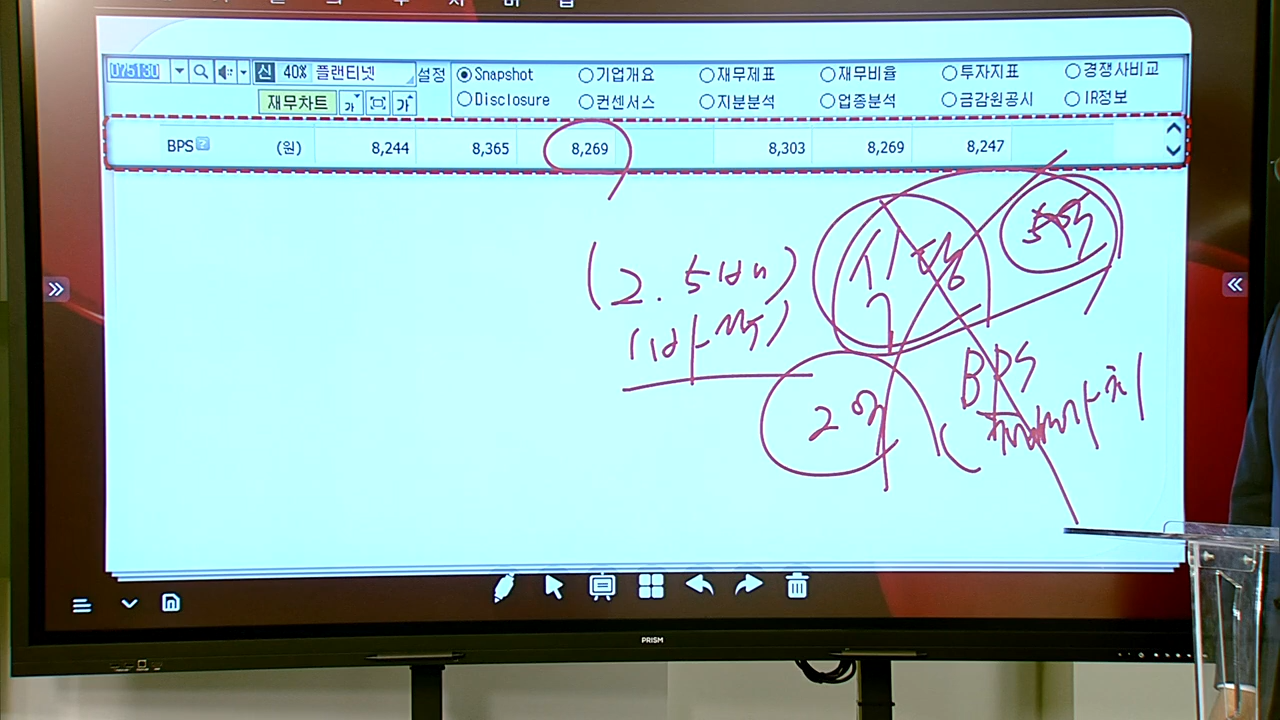 075130 신 40% 플랜티넷 설정 Snapshot 기업개요 재무제표 재무비율 투자지표 경쟁사비교
재무차트 가 가 Disclosure 컨센서스 지분분석 업종분석 금감원공시 IR정보
BPS (원) 8,244 8,365 8,269 8,303 8,269 8,247
5억
(2.5배)
2억
BPS
PRISM